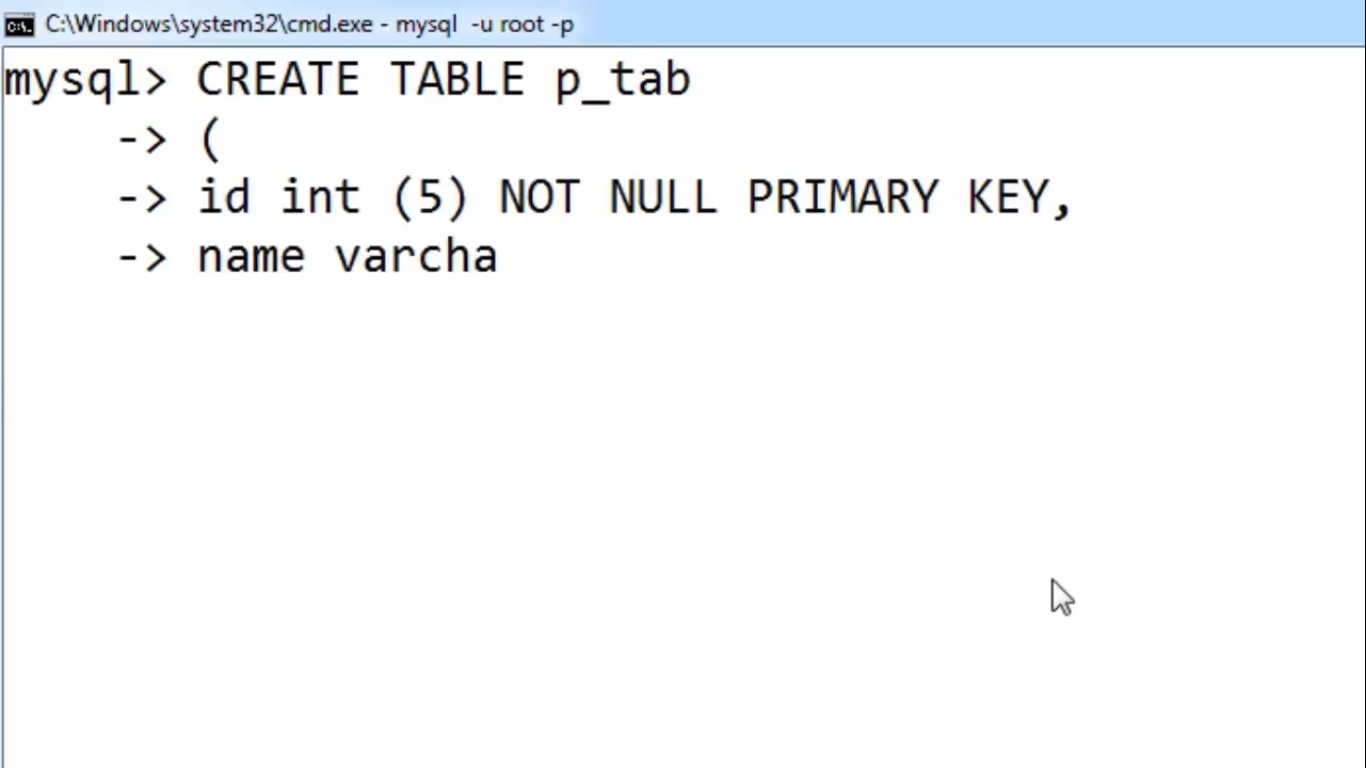 C:\Windows\system32\cmd.exe - mysql  -u root -p
mysql> CREATE TABLE p_tab
    -> (
    -> id int (5) NOT NULL PRIMARY KEY,
    -> name varcha